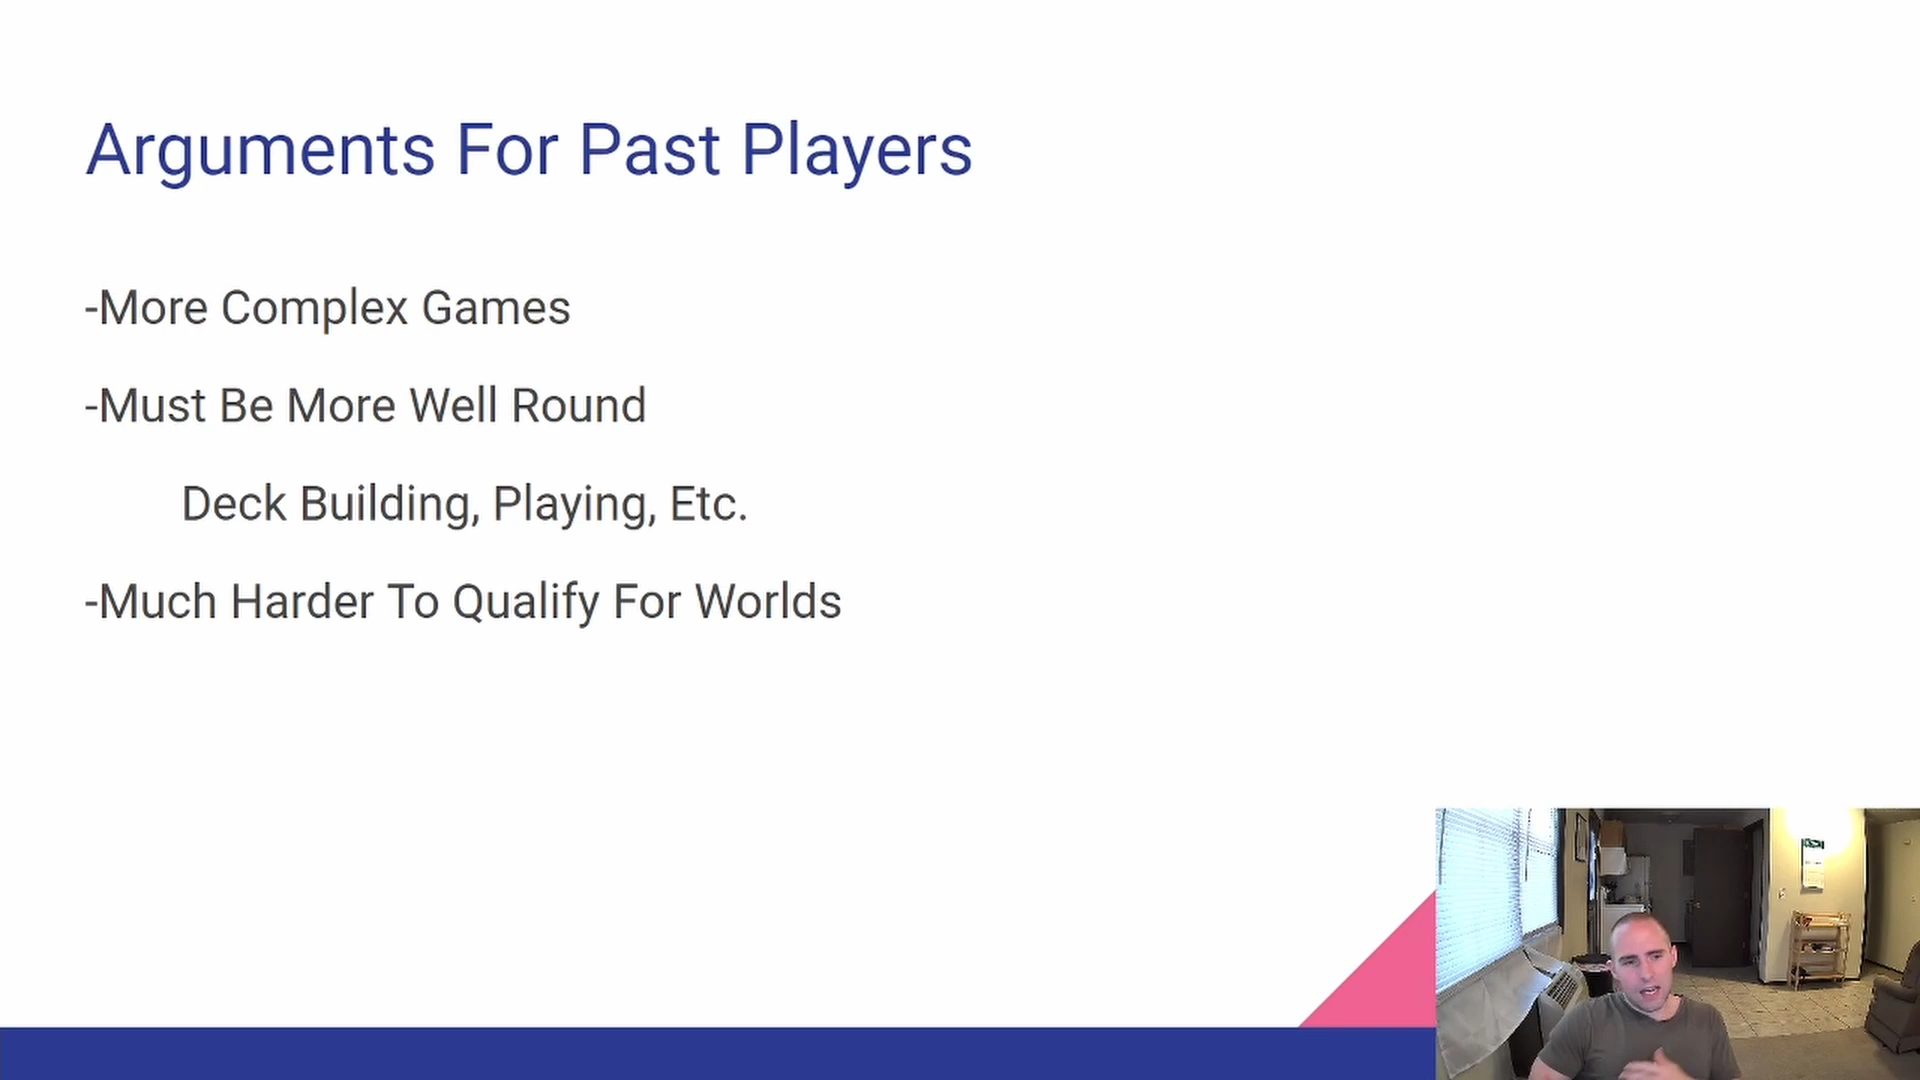 Arguments For Past Players
-More Complex Games
-Must Be More Well Round
Deck Building, Playing, Etc.
-Much Harder To Qualify For Worlds